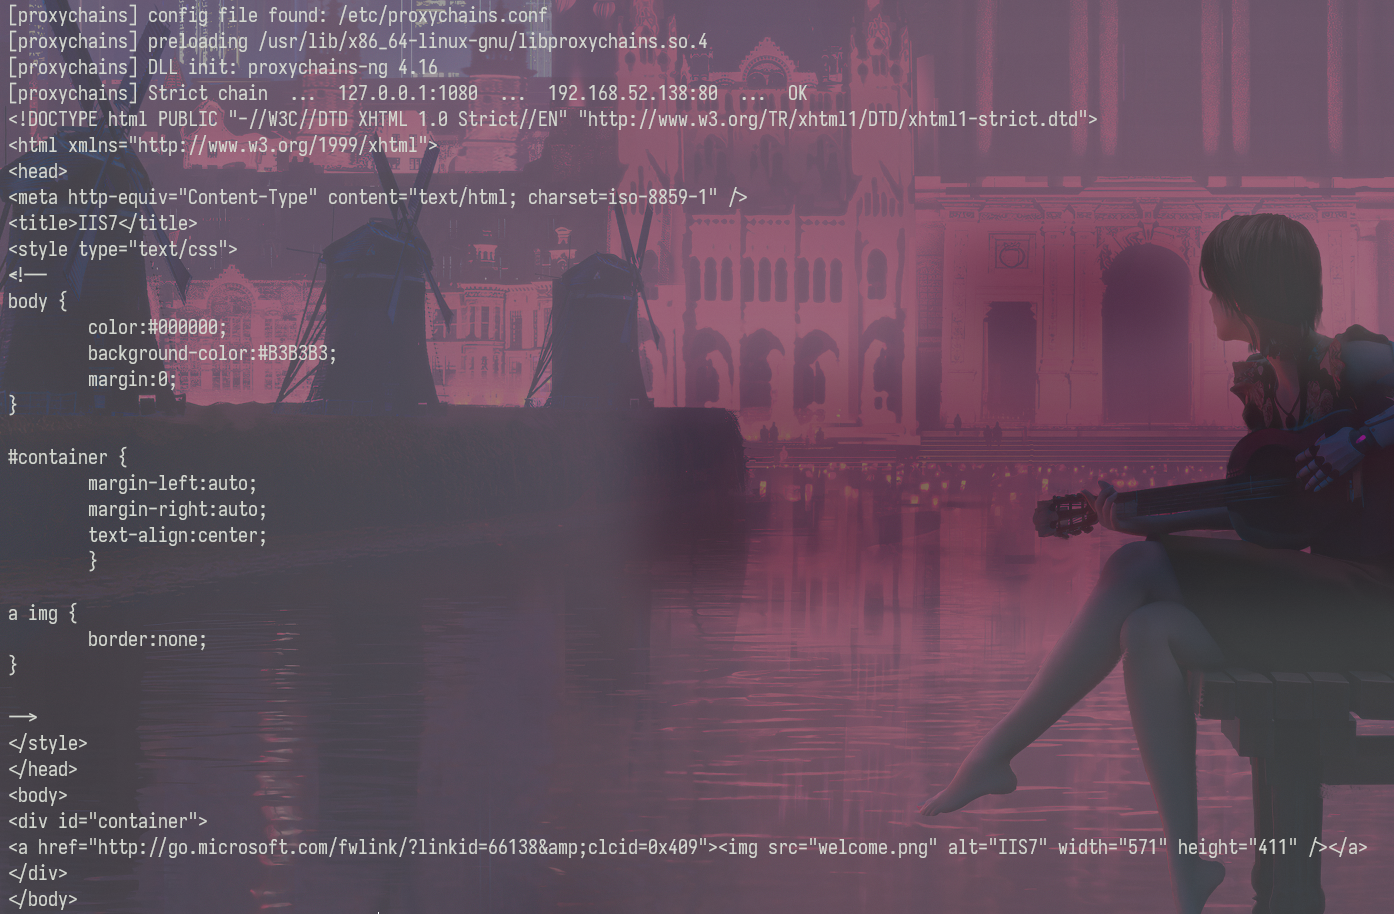 [proxychains] config file found: /etc/proxychains.conf
[proxychains] preloading /usr/lib/x86_64-linux-gnu/libproxychains.so.4
[proxychains] DLL init: proxychains-ng 4.16
[proxychains] Strict chain  ...  127.0.0.1:1080  ...  192.168.52.138:80  ...  OK
<!DOCTYPE html PUBLIC "-//W3C//DTD XHTML 1.0 Strict//EN" "http://www.w3.org/TR/xhtml1/DTD/xhtml1-strict.dtd">
<html xmlns="http://www.w3.org/1999/xhtml">
<head>
<meta http-equiv="Content-Type" content="text/html; charset=iso-8859-1" />
<title>IIS7</title>
<style type="text/css">
<!--
body {
        color:#000000;
        background-color:#B3B3B3;
        margin:0;
}

#container {
        margin-left:auto;
        margin-right:auto;
        text-align:center;
        }

a img {
        border:none;
}

-->
</style>
</head>
<body>
<div id="container">
<a href="http://go.microsoft.com/fwlink/?linkid=66138&amp;clcid=0x409"><img src="welcome.png" alt="IIS7" width="571" height="411" /></a>
</div>
</body>